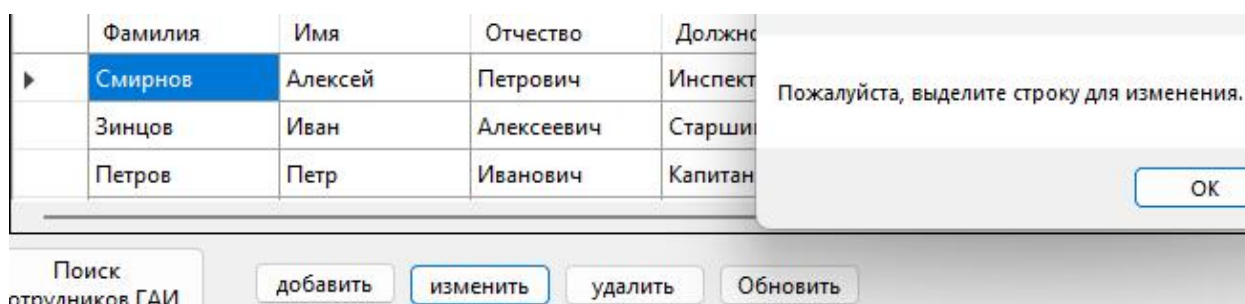 Фамилия Имя Отчество
Смирнов Алексей Петрович
Зинцов Иван Алексеевич
Петров Петр Иванович Капитан
Пожалуйста, выделите строку для изменения.
OK
Поиск
ГАИ
добавить изменить удалить Обновить